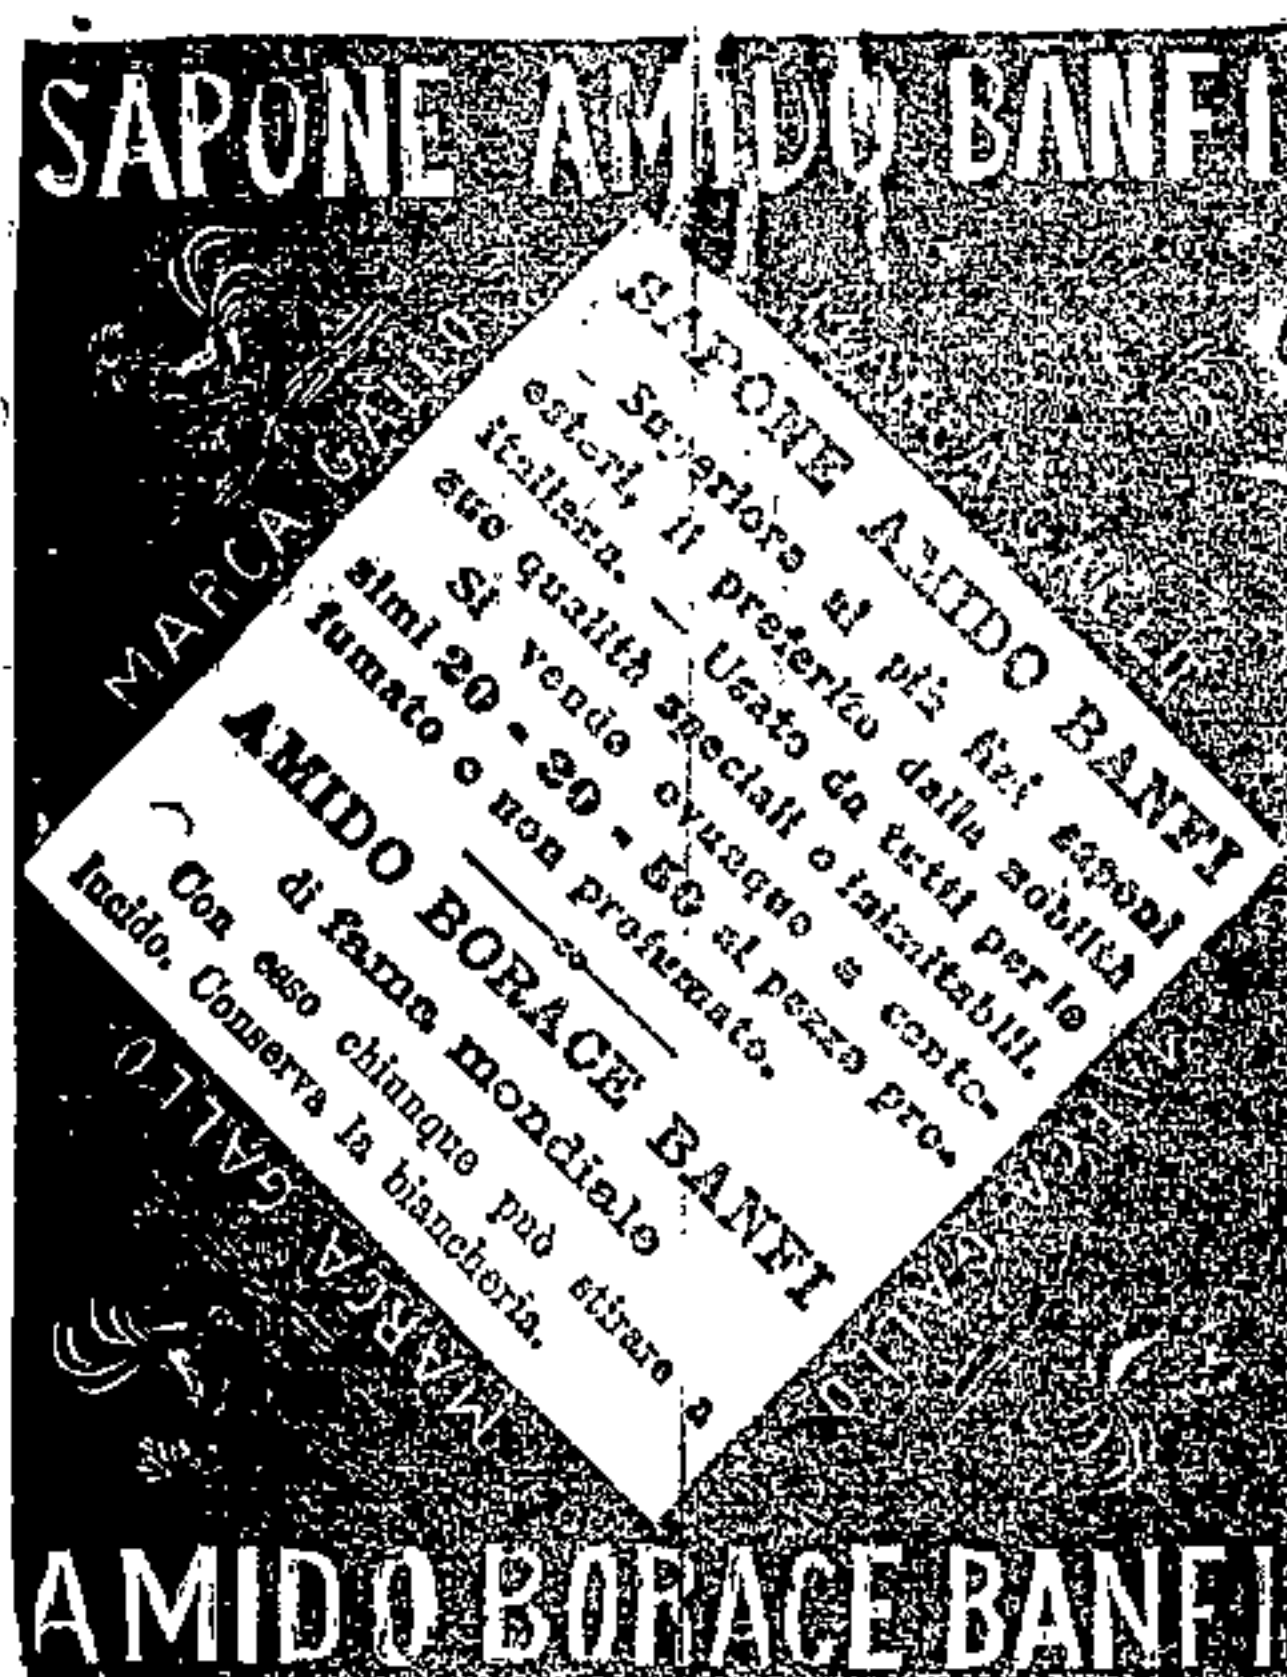 SAPONE AMIDO BANFI
MARCA GALLO
MARCA GALLO
SAPONE AMIDO BANFI
- Superiore ai più fini saponi
esteri, il preferito dalla nobiltà
italiana. — Usato da tutti per le
sue qualità speciali e inimitabili.
Si vende ovunque a cente-
simi 20 - 30 - 50 al pezzo pro-
fumato e non profumato.
AMIDO BORACE BANFI
di fama mondiale
Con esso chiunque può stirare a
lucido. Conserva la biancheria.
MARCA GALLO
MARCA GALLO
AMIDO BORACE BANFI